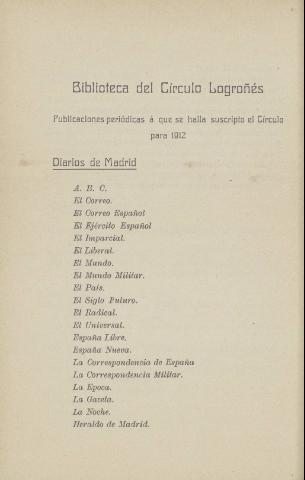 Biblioteca del Círculo Logroñés
Publicaciones periódicas á que se halla suscripto el Círculo
para 1912
Diarios de Madrid
A. B. C.
El Correo.
El Correo Español
El Ejército Español
El Imparcial.
El Liberal.
El Mundo.
El Mundo Militar.
El País.
El Siglo Futuro.
El Radical.
El Universal.
España Libre.
España Nueva.
La Correspondencia de España
La Correspondencia Militar.
La Epoca.
La Gaceta.
La Noche.
Heraldo de Madrid.